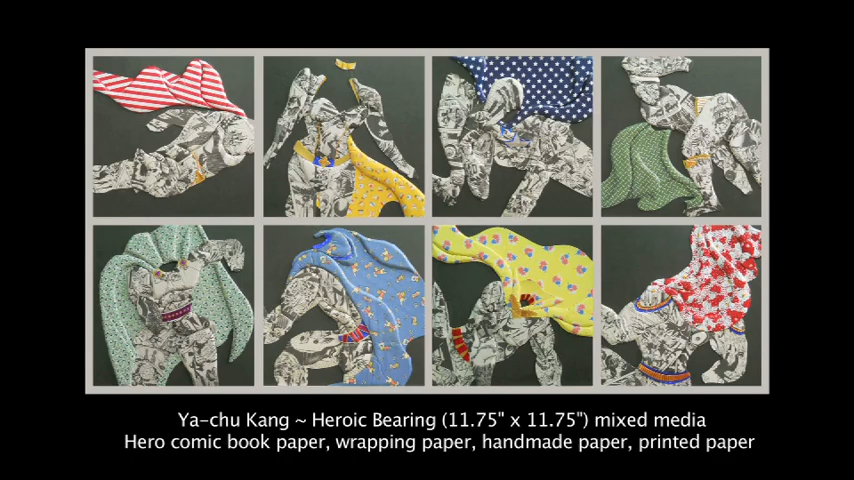 Ya-chu Kang ~ Heroic Bearing (11.75" x 11.75") mixed media
Hero comic book paper, wrapping paper, handmade paper, printed paper